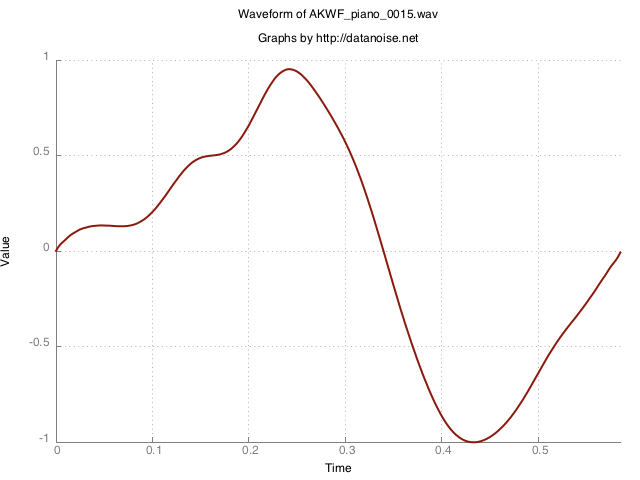 Waveform of AKWF_piano_0015.wav
Graphs by http://datanoise.net
1
0.5
0
-0.5
-1
Value
0 0.1 0.2 0.3 0.4 0.5
Time